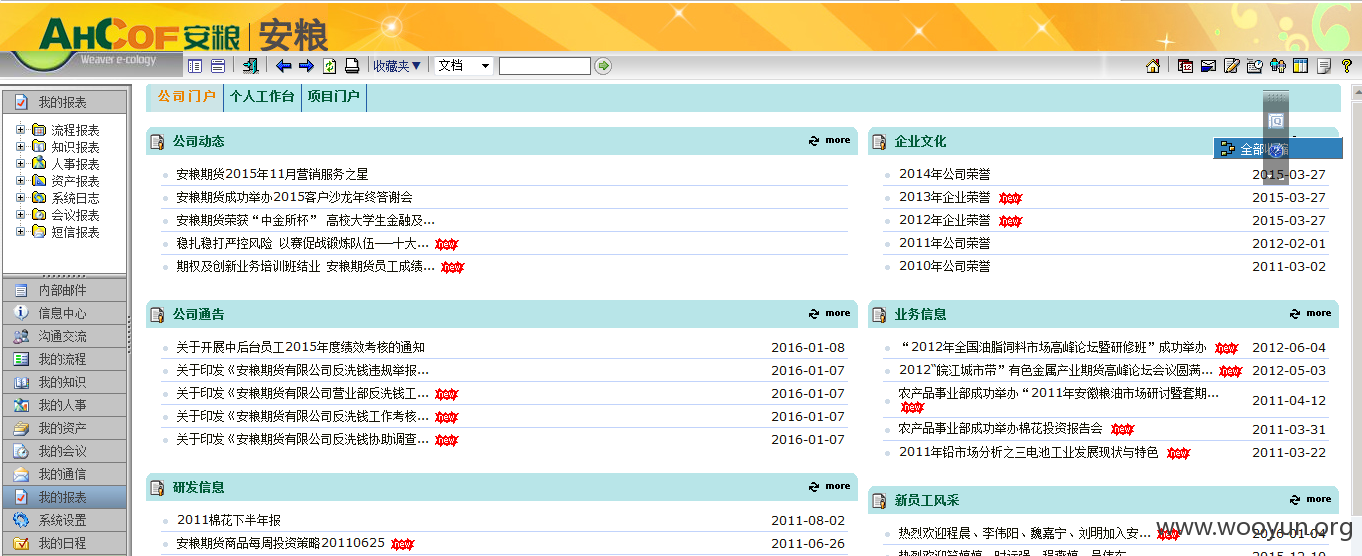 AHCOF安粮 安粮
Weaver e-cology
收藏夹 文档
我的报表
流程报表
知识报表
人事报表
资产报表
系统日志
会议报表
短信报表
内部邮件
信息中心
沟通交流
我的流程
我的知识
我的人事
我的资产
我的会议
我的通信
我的报表
系统设置
我的日程
公司门户 个人工作台 项目门户
公司动态 more
安粮期货2015年11月营销服务之星
安粮期货成功举办2015客户沙龙年终答谢会
安粮期货荣获“中金所杯” 高校大学生金融及...
稳扎稳打严控风险 以赛促战锻炼队伍——十大... new
期权及创新业务培训班结业 安粮期货员工成绩... new
公司通告 more
关于开展中后台员工2015年度绩效考核的通知 2016-01-08
关于印发《安粮期货有限公司反洗钱违规举报... 2016-01-07
关于印发《安粮期货有限公司营业部反洗钱工... new 2016-01-07
关于印发《安粮期货有限公司反洗钱工作考核... new 2016-01-07
关于印发《安粮期货有限公司反洗钱协助调查... new 2016-01-07
研发信息 more
2011棉花下半年报 2011-08-02
安粮期货商品每周投资策略20110625 new 2011-06-26
企业文化
全部收缩
2014年公司荣誉 2015-03-27
2013年企业荣誉 new 2015-03-27
2012年企业荣誉 new 2015-03-27
2011年公司荣誉 2012-02-01
2010年公司荣誉 2011-03-02
业务信息 more
“2012年全国油脂饲料市场高峰论坛暨研修班”成功举办 new 2012-06-04
2012“皖江城市带”有色金属产业期货高峰论坛会议圆满... new 2012-05-03
农产品事业部成功举办“2011年安徽粮油市场研讨暨套期... new 2011-04-12
农产品事业部成功举办棉花投资报告会 new 2011-03-31
2011年铅市场分析之三电池工业发展现状与特色 new 2011-03-22
新员工风采 more
热烈欢迎程晨、李伟阳、魏嘉宁、刘明加入安... new 2016-01-04
www.wooyun.org